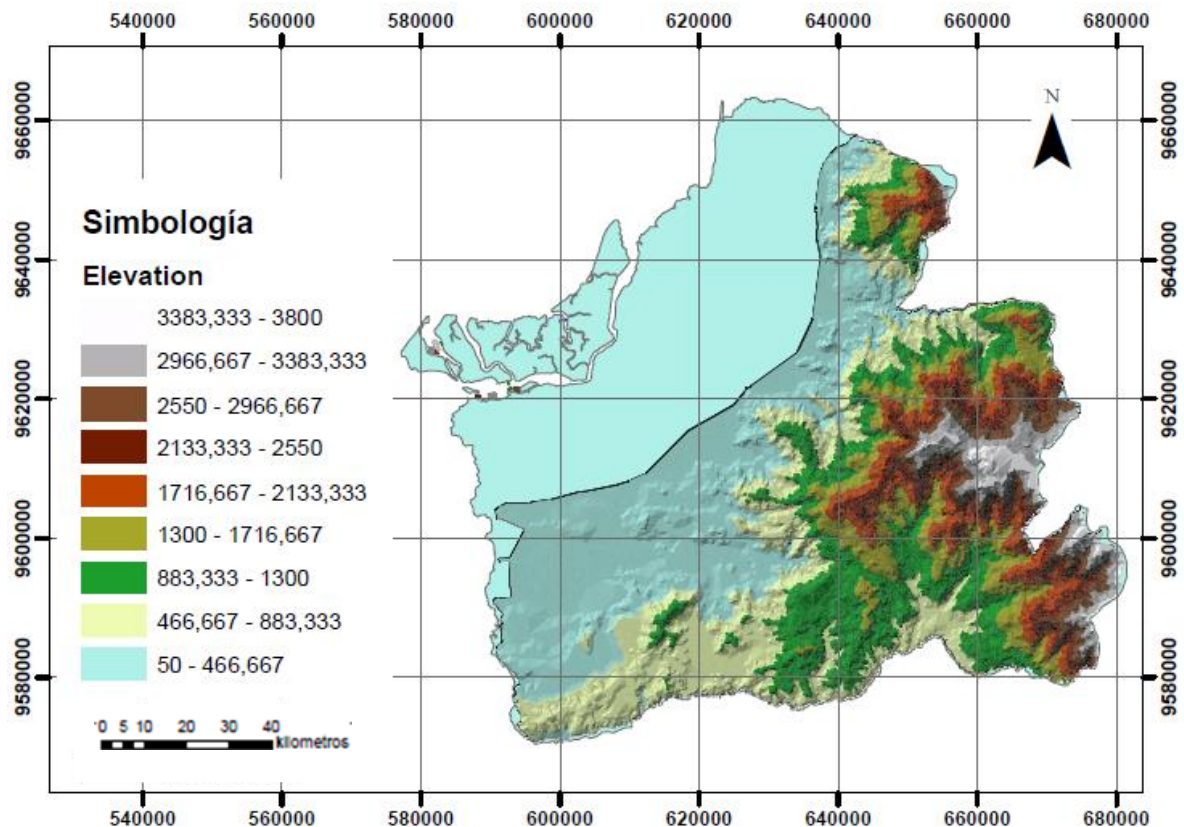 540000 560000 580000 600000 620000 640000 660000 680000
9660000 9660000
N
9640000 9640000
9620000 9620000
9600000 9600000
9580000 9580000
Simbología
Elevation
3383,333 - 3800
2966,667 - 3383,333
2550 - 2966,667
2133,333 - 2550
1716,667 - 2133,333
1300 - 1716,667
883,333 - 1300
466,667 - 883,333
50 - 466,667
0 5 10 20 30 40
kilometros
540000 560000 580000 600000 620000 640000 660000 680000